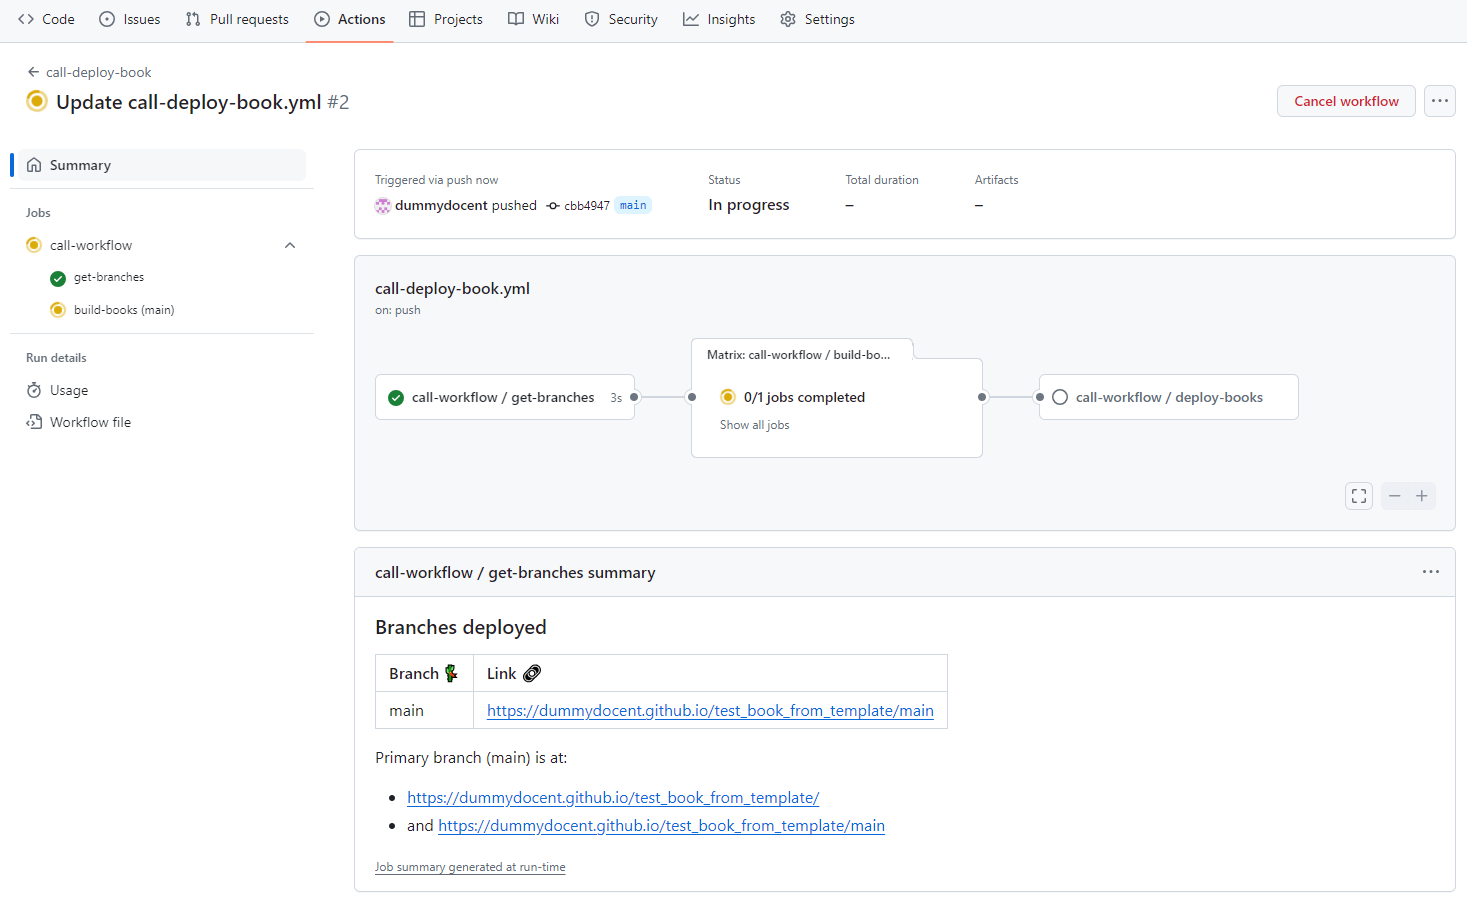 Code Issues Pull requests Actions Projects Wiki Security Insights Settings
call-deploy-book
Update call-deploy-book.yml #2
Cancel workflow
Summary
Jobs
call-workflow
get-branches
build-books (main)
Run details
Usage
Workflow file
Triggered via push now
dummydocent pushed cbb4947 main
Status
In progress
Total duration
–
Artifacts
–
call-deploy-book.yml
on: push
call-workflow / get-branches 3s
Matrix: call-workflow / build-bo...
0/1 jobs completed
Show all jobs
call-workflow / deploy-books
call-workflow / get-branches summary
Branches deployed
Branch Link
main https://dummydocent.github.io/test_book_from_template/main
Primary branch (main) is at:
https://dummydocent.github.io/test_book_from_template/
and https://dummydocent.github.io/test_book_from_template/main
Job summary generated at run-time